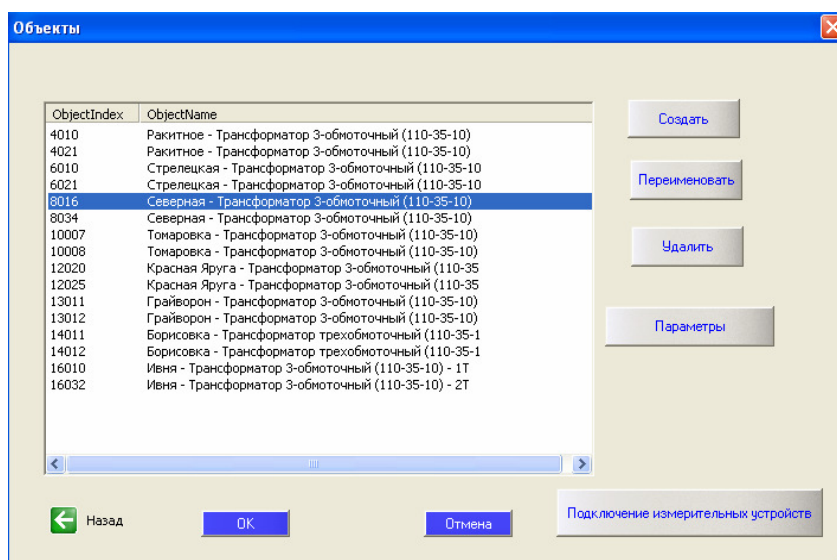 Объекты
ObjectIndex ObjectName
4010 Ракитное - Трансформатор 3-обмоточный (110-35-10)
4021 Ракитное - Трансформатор 3-обмоточный (110-35-10)
6010 Стрелецкая - Трансформатор 3-обмоточный (110-35-10
6021 Стрелецкая - Трансформатор 3-обмоточный (110-35-10
8016 Северная - Трансформатор 3-обмоточный (110-35-10)
8034 Северная - Трансформатор 3-обмоточный (110-35-10)
10007 Томаровка - Трансформатор 3-обмоточный (110-35-10)
10008 Томаровка - Трансформатор 3-обмоточный (110-35-10)
12020 Красная Яруга - Трансформатор 3-обмоточный (110-35
12025 Красная Яруга - Трансформатор 3-обмоточный (110-35
13011 Грайворон - Трансформатор 3-обмоточный (110-35-10)
13012 Грайворон - Трансформатор 3-обмоточный (110-35-10)
14011 Борисовка - Трансформатор трехобмоточный (110-35-1
14012 Борисовка - Трансформатор трехобмоточный (110-35-1
16010 Ивня - Трансформатор 3-обмоточный (110-35-10) - 1Т
16032 Ивня - Трансформатор 3-обмоточный (110-35-10) - 2Т
Создать
Переименовать
Удалить
Параметры
Назад
OK
Отмена
Подключение измерительных устройств